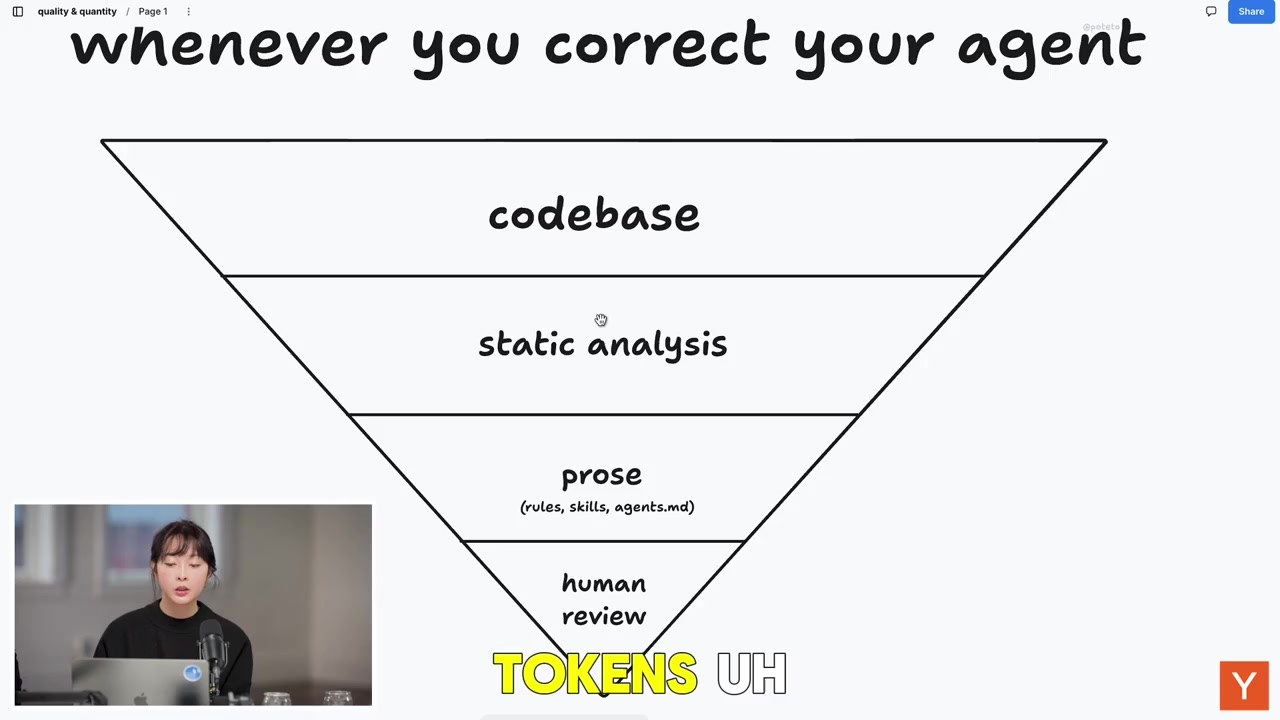 quality & quantity / Page 1
Share
@poteto
whenever you correct your agent
codebase
static analysis
prose
(rules, skills, agents.md)
human
review
TOKENS UH
Y